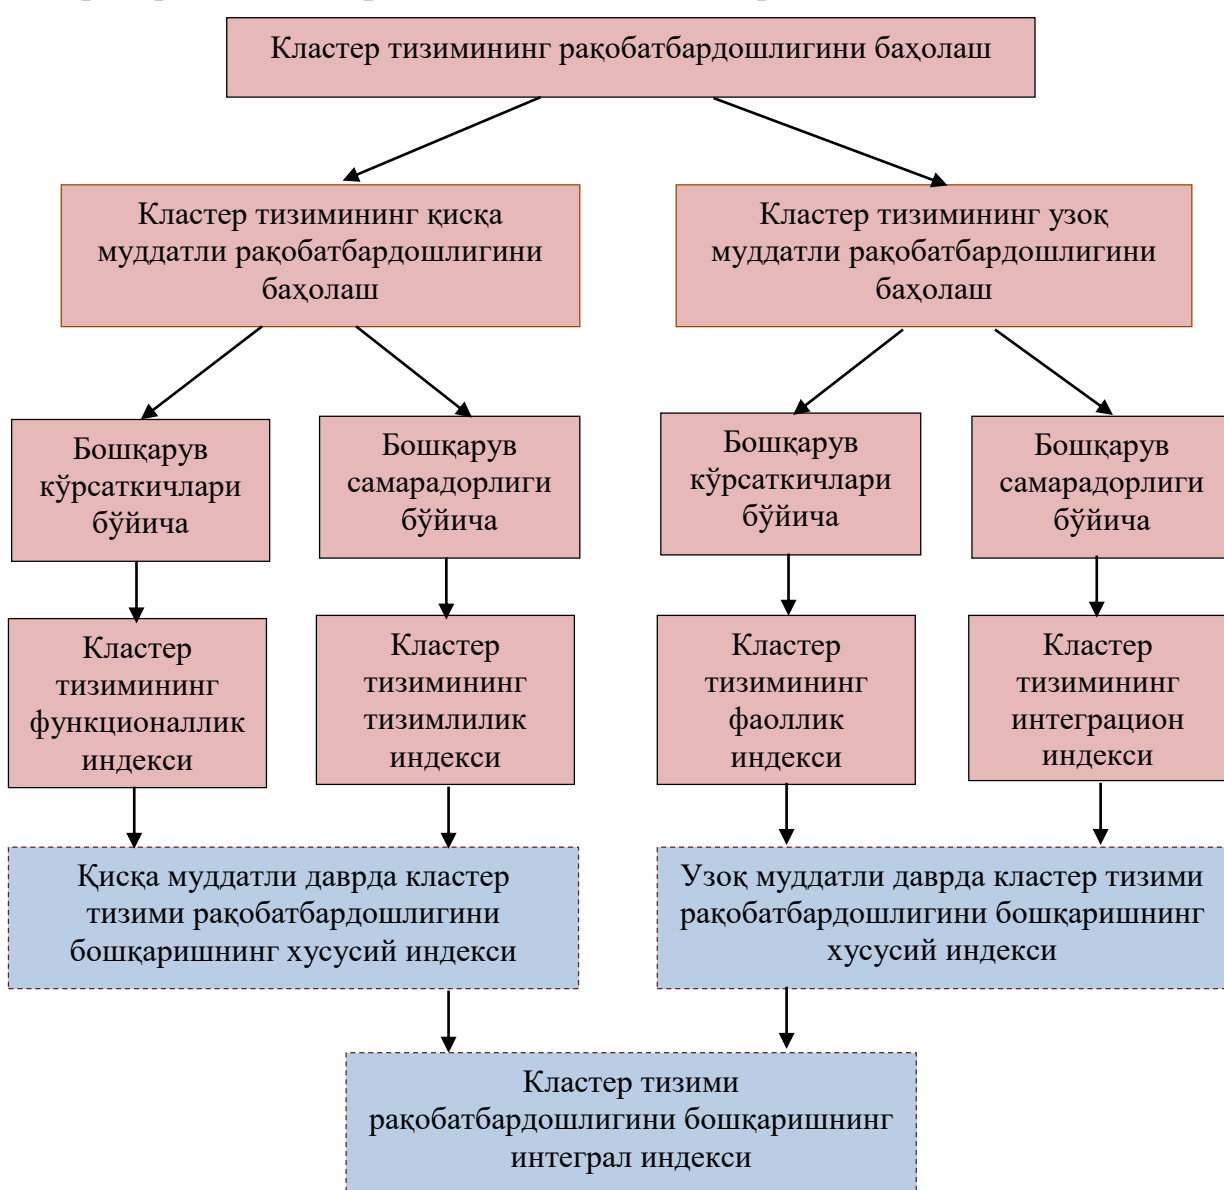 Кластер тизимининг рақобатбардошлигини баҳолаш
Кластер тизимининг қисқа
муддатли рақобатбардошлигини
баҳолаш
Кластер тизимининг узоқ
муддатли рақобатбардошлигини
баҳолаш
Бошқарув
кўрсаткичлари
бўйича
Бошқарув
самарадорлиги
бўйича
Бошқарув
кўрсаткичлари
бўйича
Бошқарув
самарадорлиги
бўйича
Кластер
тизимининг
функционаллик
индекси
Кластер
тизимининг
тизимлилик
индекси
Кластер
тизимининг
фаоллик
индекси
Кластер
тизимининг
интеграцион
индекси
Қисқа муддатли даврда кластер
тизими рақобатбардошлигини
бошқаришнинг хусусий индекси
Узоқ муддатли даврда кластер тизими
рақобатбардошлигини бошқаришнинг
хусусий индекси
Кластер тизими
рақобатбардошлигини бошқаришнинг
интеграл индекси